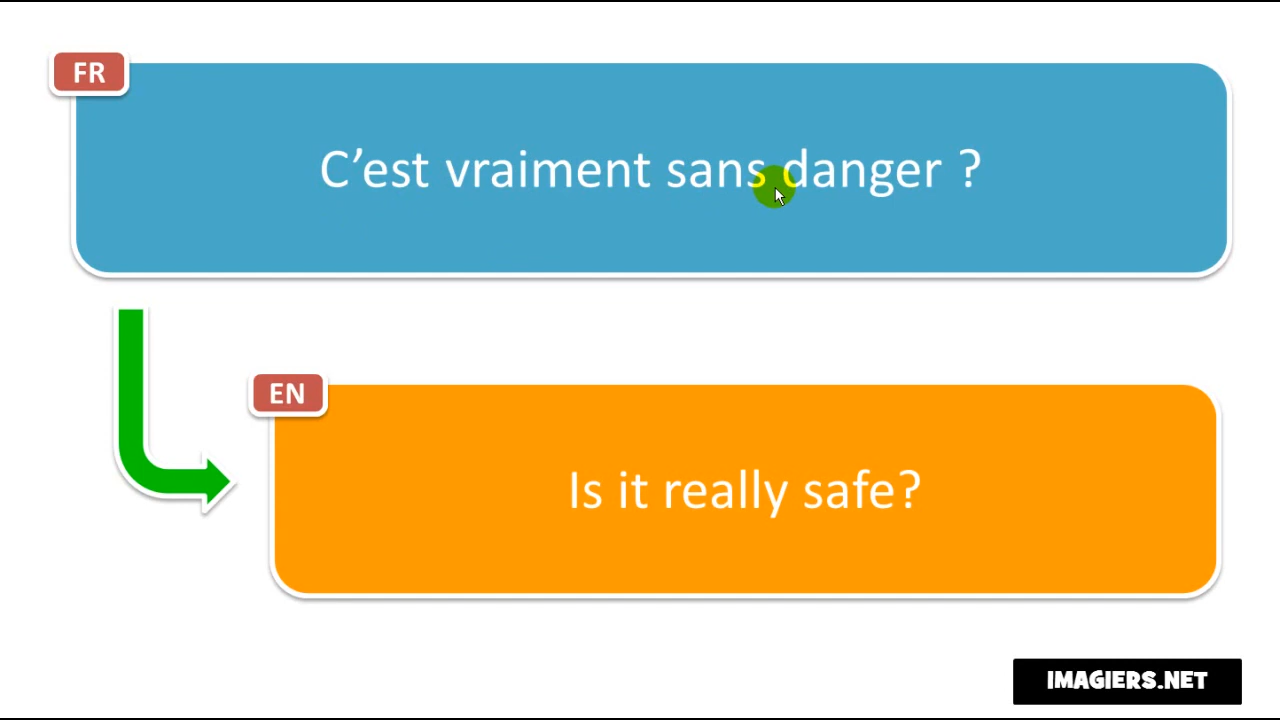 FR
C’est vraiment sans danger ?
EN
Is it really safe?
IMAGIERS.NET